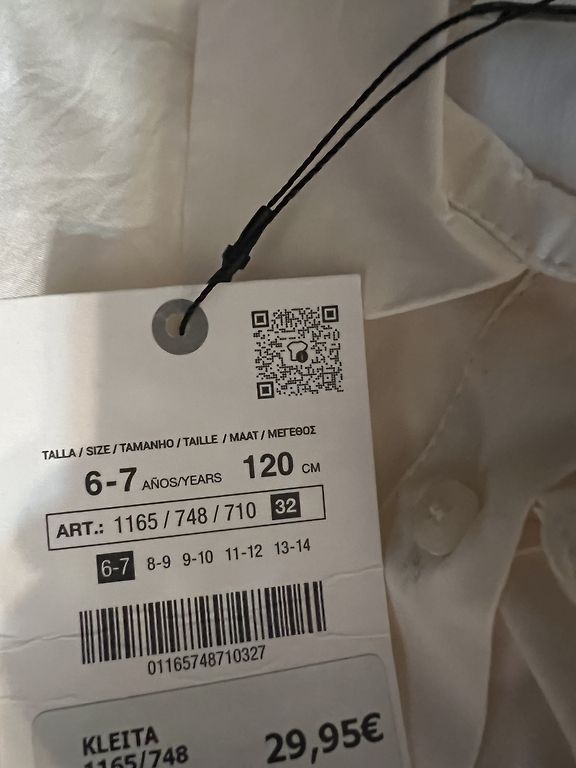 TALLA / SIZE / TAMANHO / TAILLE / MAAT / ΜΕΓΕΘΟΣ
6-7 AÑOS/YEARS 120 CM
ART.: 1165 / 748 / 710 32
6-7 8-9 9-10 11-12 13-14
01165748710327
KLEITA 29,95€
1165/748